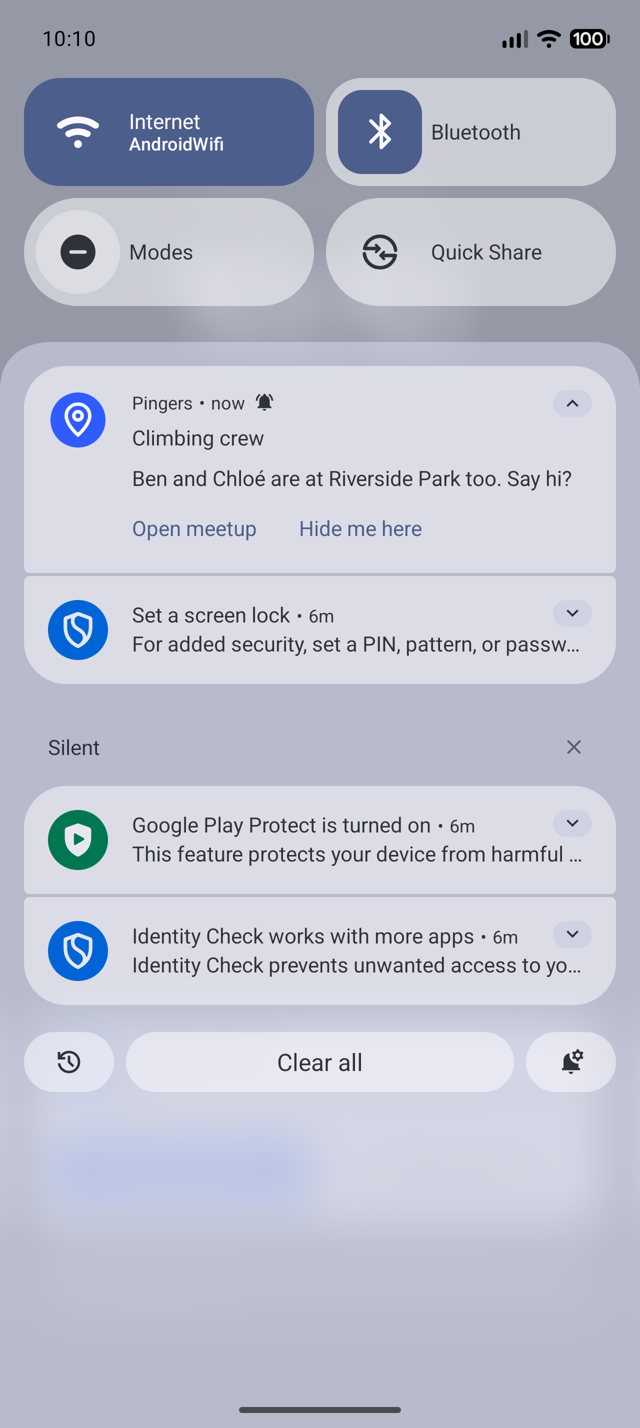 10:10
100
Internet
AndroidWifi
Bluetooth
Modes
Quick Share
Pingers • now
Climbing crew
Ben and Chloé are at Riverside Park too. Say hi?
Open meetup Hide me here
Set a screen lock • 6m
For added security, set a PIN, pattern, or passw...
Silent
Google Play Protect is turned on • 6m
This feature protects your device from harmful ...
Identity Check works with more apps • 6m
Identity Check prevents unwanted access to yo...
Clear all